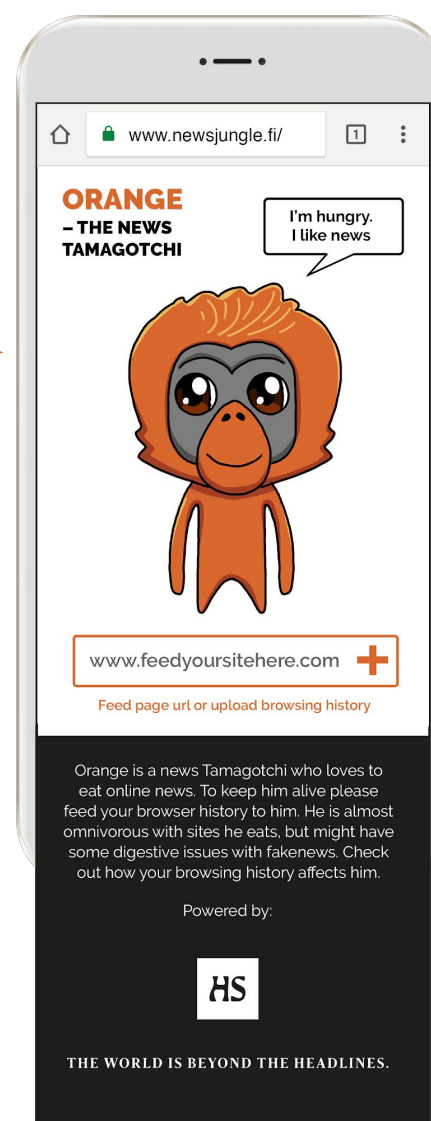 www.newsjungle.fi/
1
ORANGE
– THE NEWS
TAMAGOTCHI
I'm hungry.
I like news
www.feedyoursitehere.com
Feed page url or upload browsing history
Orange is a news Tamagotchi who loves to
eat online news. To keep him alive please
feed your browser history to him. He is almost
omnivorous with sites he eats, but might have
some digestive issues with fakenews. Check
out how your browsing history affects him.
Powered by:
HS
THE WORLD IS BEYOND THE HEADLINES.